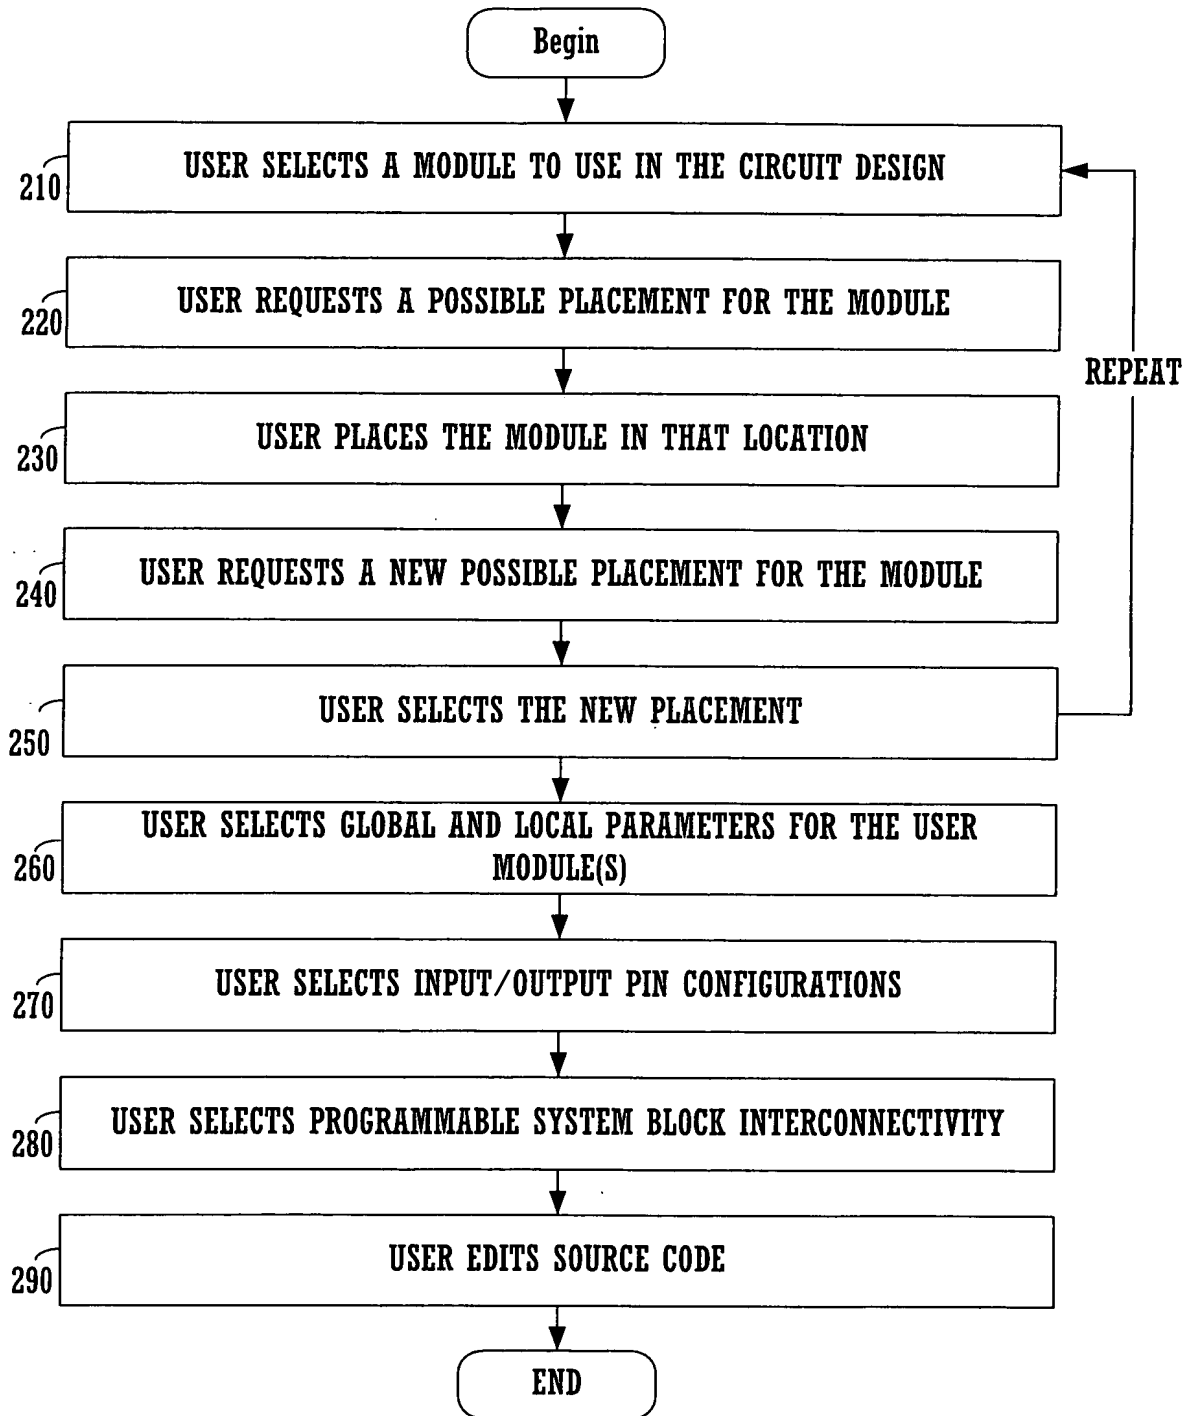 Begin
USER SELECTS A MODULE TO USE IN THE CIRCUIT DESIGN
210
USER REQUESTS A POSSIBLE PLACEMENT FOR THE MODULE
220
REPEAT
USER PLACES THE MODULE IN THAT LOCATION
230
USER REQUESTS A NEW POSSIBLE PLACEMENT FOR THE MODULE
240
USER SELECTS THE NEW PLACEMENT
250
USER SELECTS GLOBAL AND LOCAL PARAMETERS FOR THE USER
MODULE(S)
260
USER SELECTS INPUT/OUTPUT PIN CONFIGURATIONS
270
USER SELECTS PROGRAMMABLE SYSTEM BLOCK INTERCONNECTIVITY
280
USER EDITS SOURCE CODE
290
END